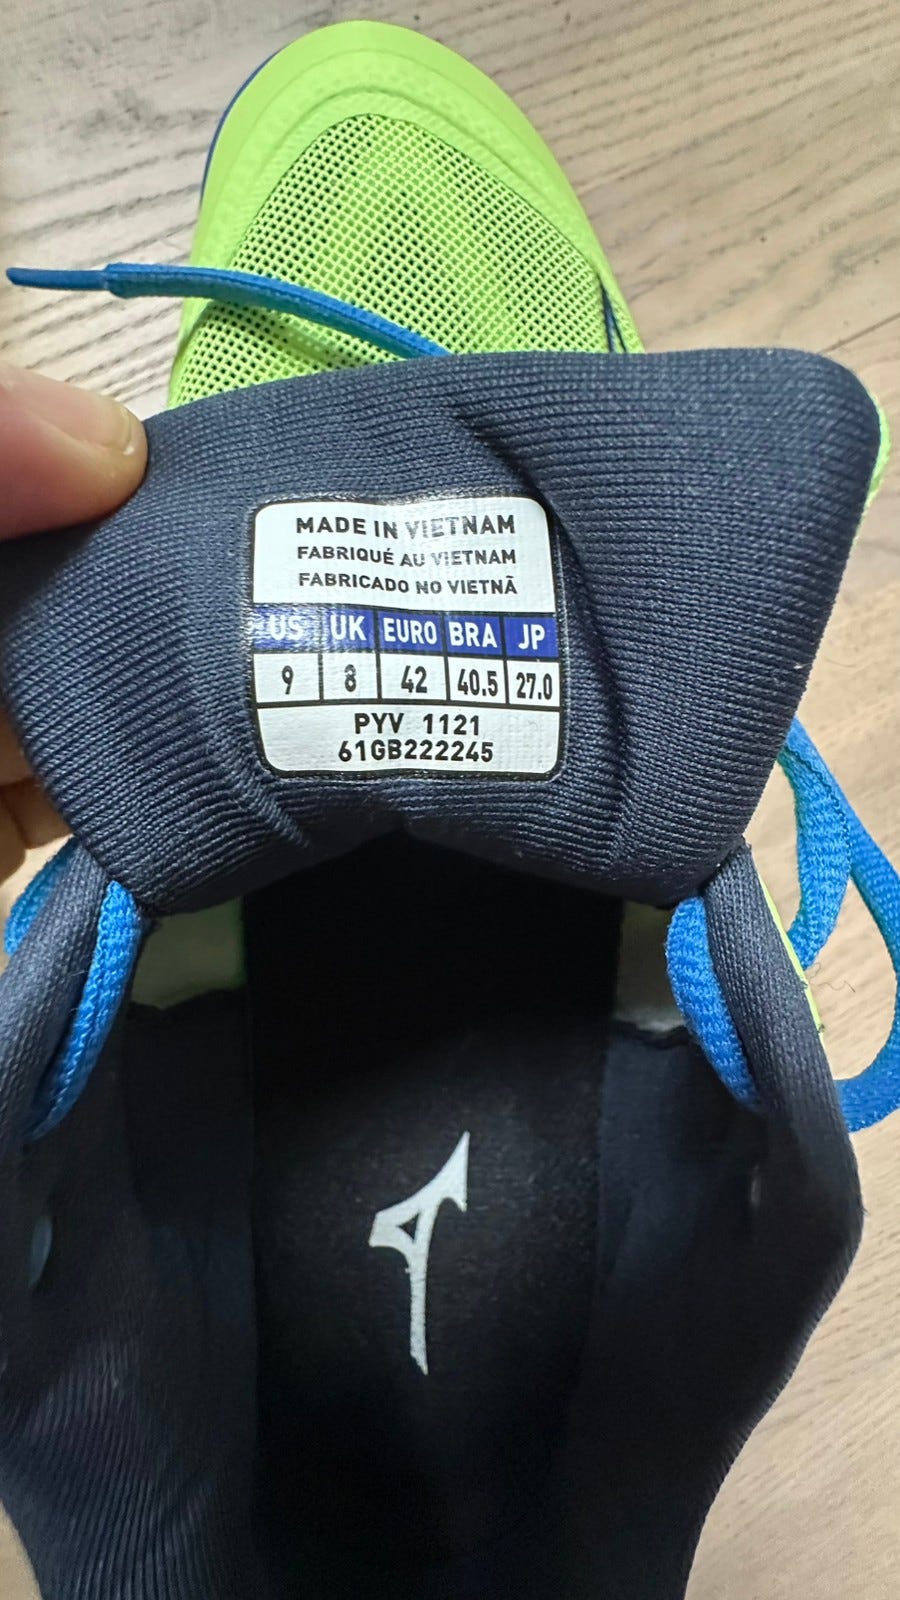 MADE IN VIETNAM
FABRIQUÉ AU VIETNAM
FABRICADO NO VIETNÃ
US UK EURO BRA JP
9 8 42 40.5 27.0
PYV 1121
61GB222245